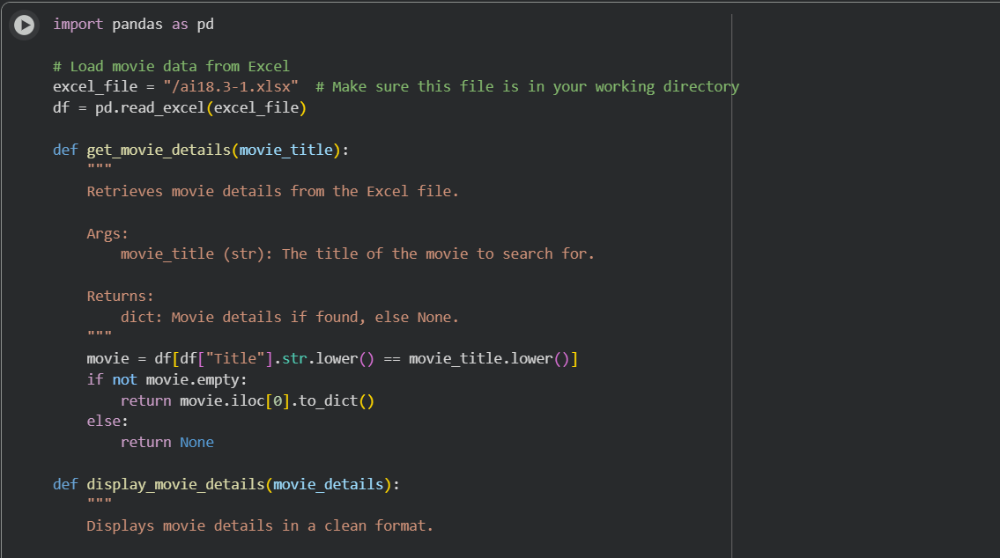 import pandas as pd
# Load movie data from Excel
excel_file = "/ai18.3-1.xlsx"  # Make sure this file is in your working directory
df = pd.read_excel(excel_file)
def get_movie_details(movie_title):
    """
    Retrieves movie details from the Excel file.
    Args:
        movie_title (str): The title of the movie to search for.
    Returns:
        dict: Movie details if found, else None.
    """
    movie = df[df["Title"].str.lower() == movie_title.lower()]
    if not movie.empty:
        return movie.iloc[0].to_dict()
    else:
        return None
def display_movie_details(movie_details):
    """
    Displays movie details in a clean format.